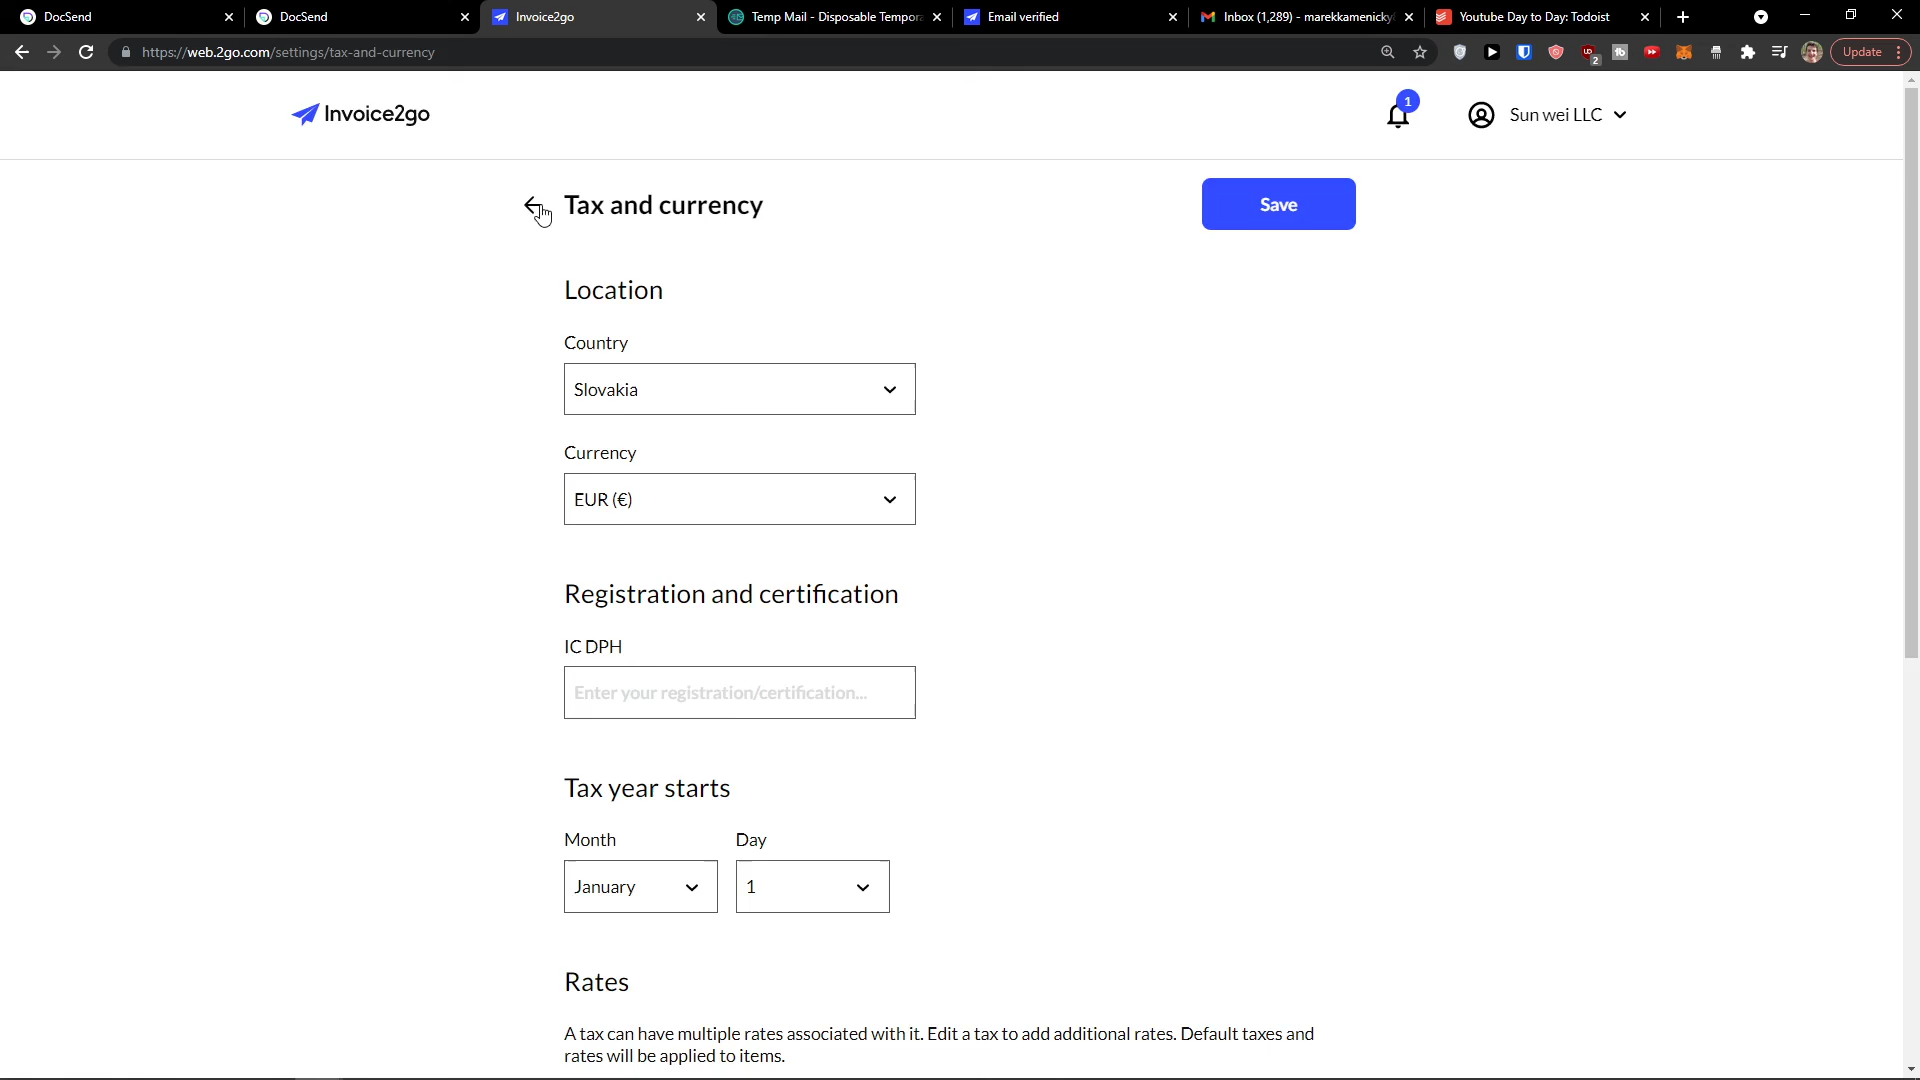 DocSend
DocSend
Invoice2go
Temp Mail - Disposable Tempora
Email verified
Inbox (1,289) - marekkamenicky
Youtube Day to Day: Todoist
https://web.2go.com/settings/tax-and-currency
2
Update
Invoice2go
1
Sun wei LLC
Tax and currency
Save
Location
Country
Slovakia
Currency
EUR (€)
Registration and certification
IC DPH
Enter your registration/certification...
Tax year starts
Month Day
January 1
Rates
A tax can have multiple rates associated with it. Edit a tax to add additional rates. Default taxes and
rates will be applied to items.